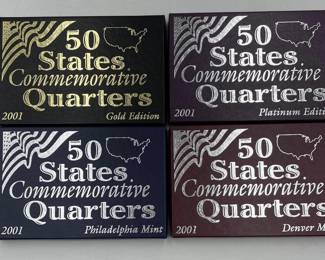 50
States
Commemorative
Quarters
2001
Gold Edition
50
States
Commemorative
Quarters
2001
Platinum Edition
50
States
Commemorative
Quarters
2001
Philadelphia Mint
50
States
Commemorative
Quarters
2001
Denver M